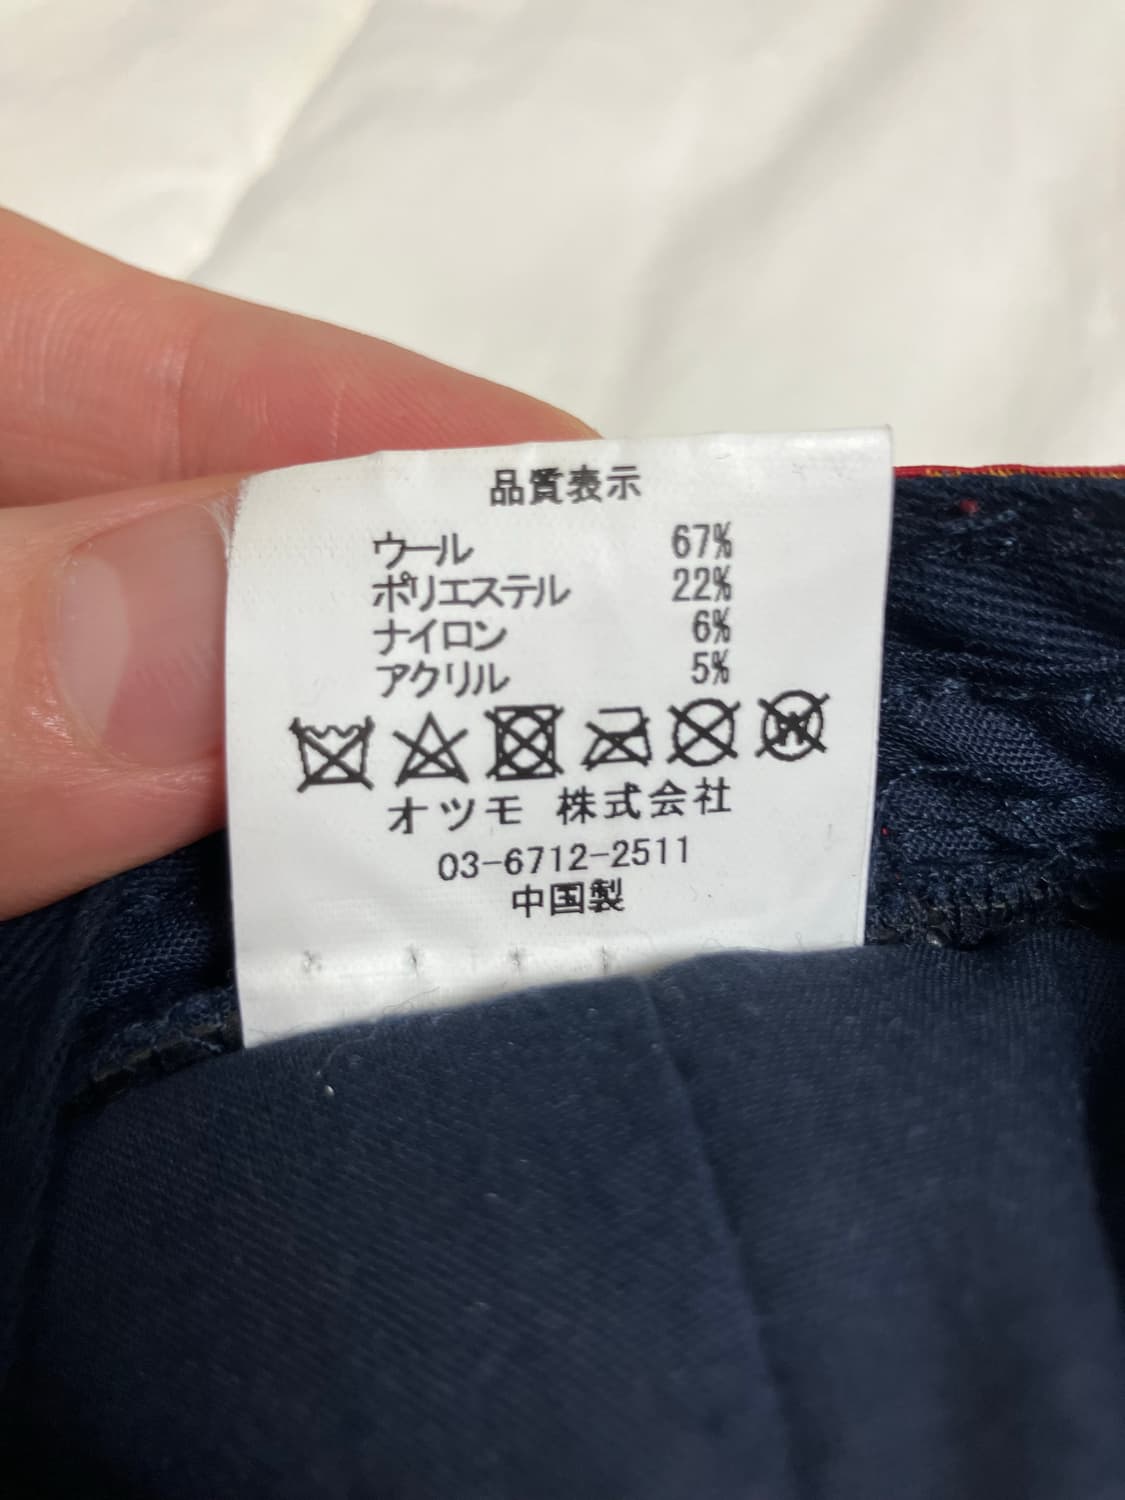 品質表示
ウール 67%
ポリエステル 22%
ナイロン 6%
アクリル 5%
オツモ 株式会社
03-6712-2511
中国製